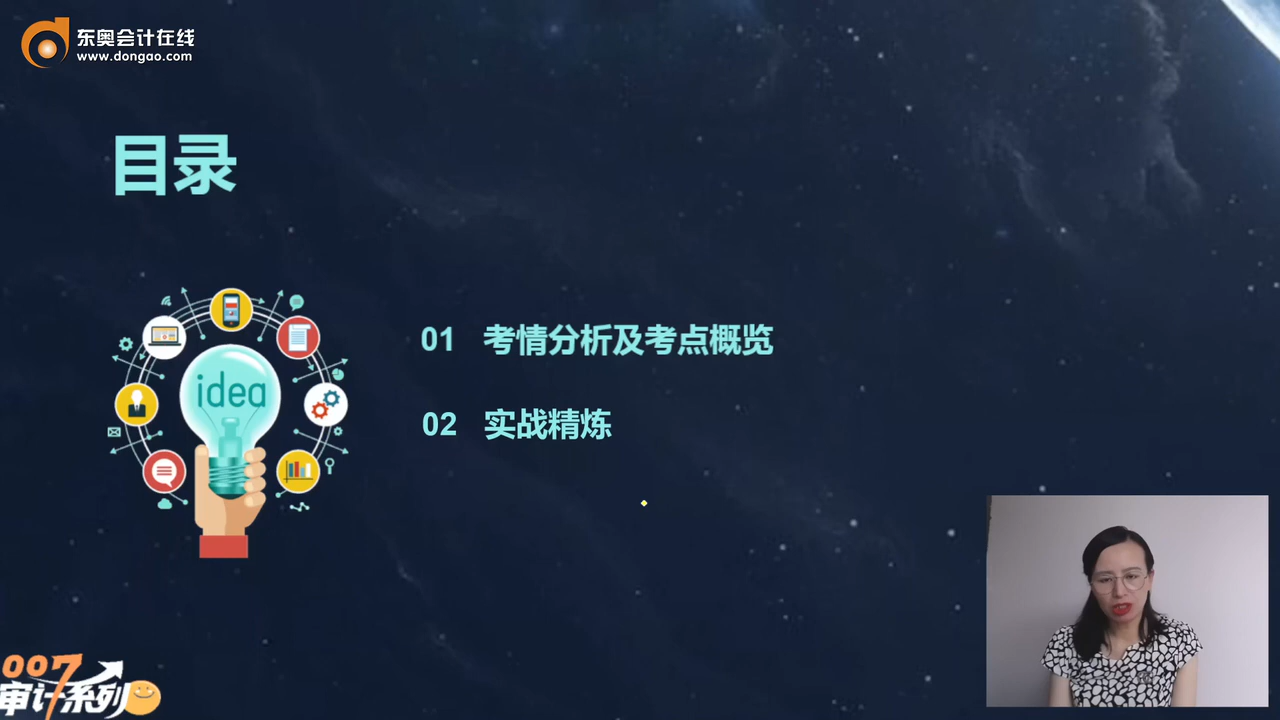 东奥会计在线
www.dongao.com
目录
idea
01 考情分析及考点概览
02 实战精炼
007
审计系列